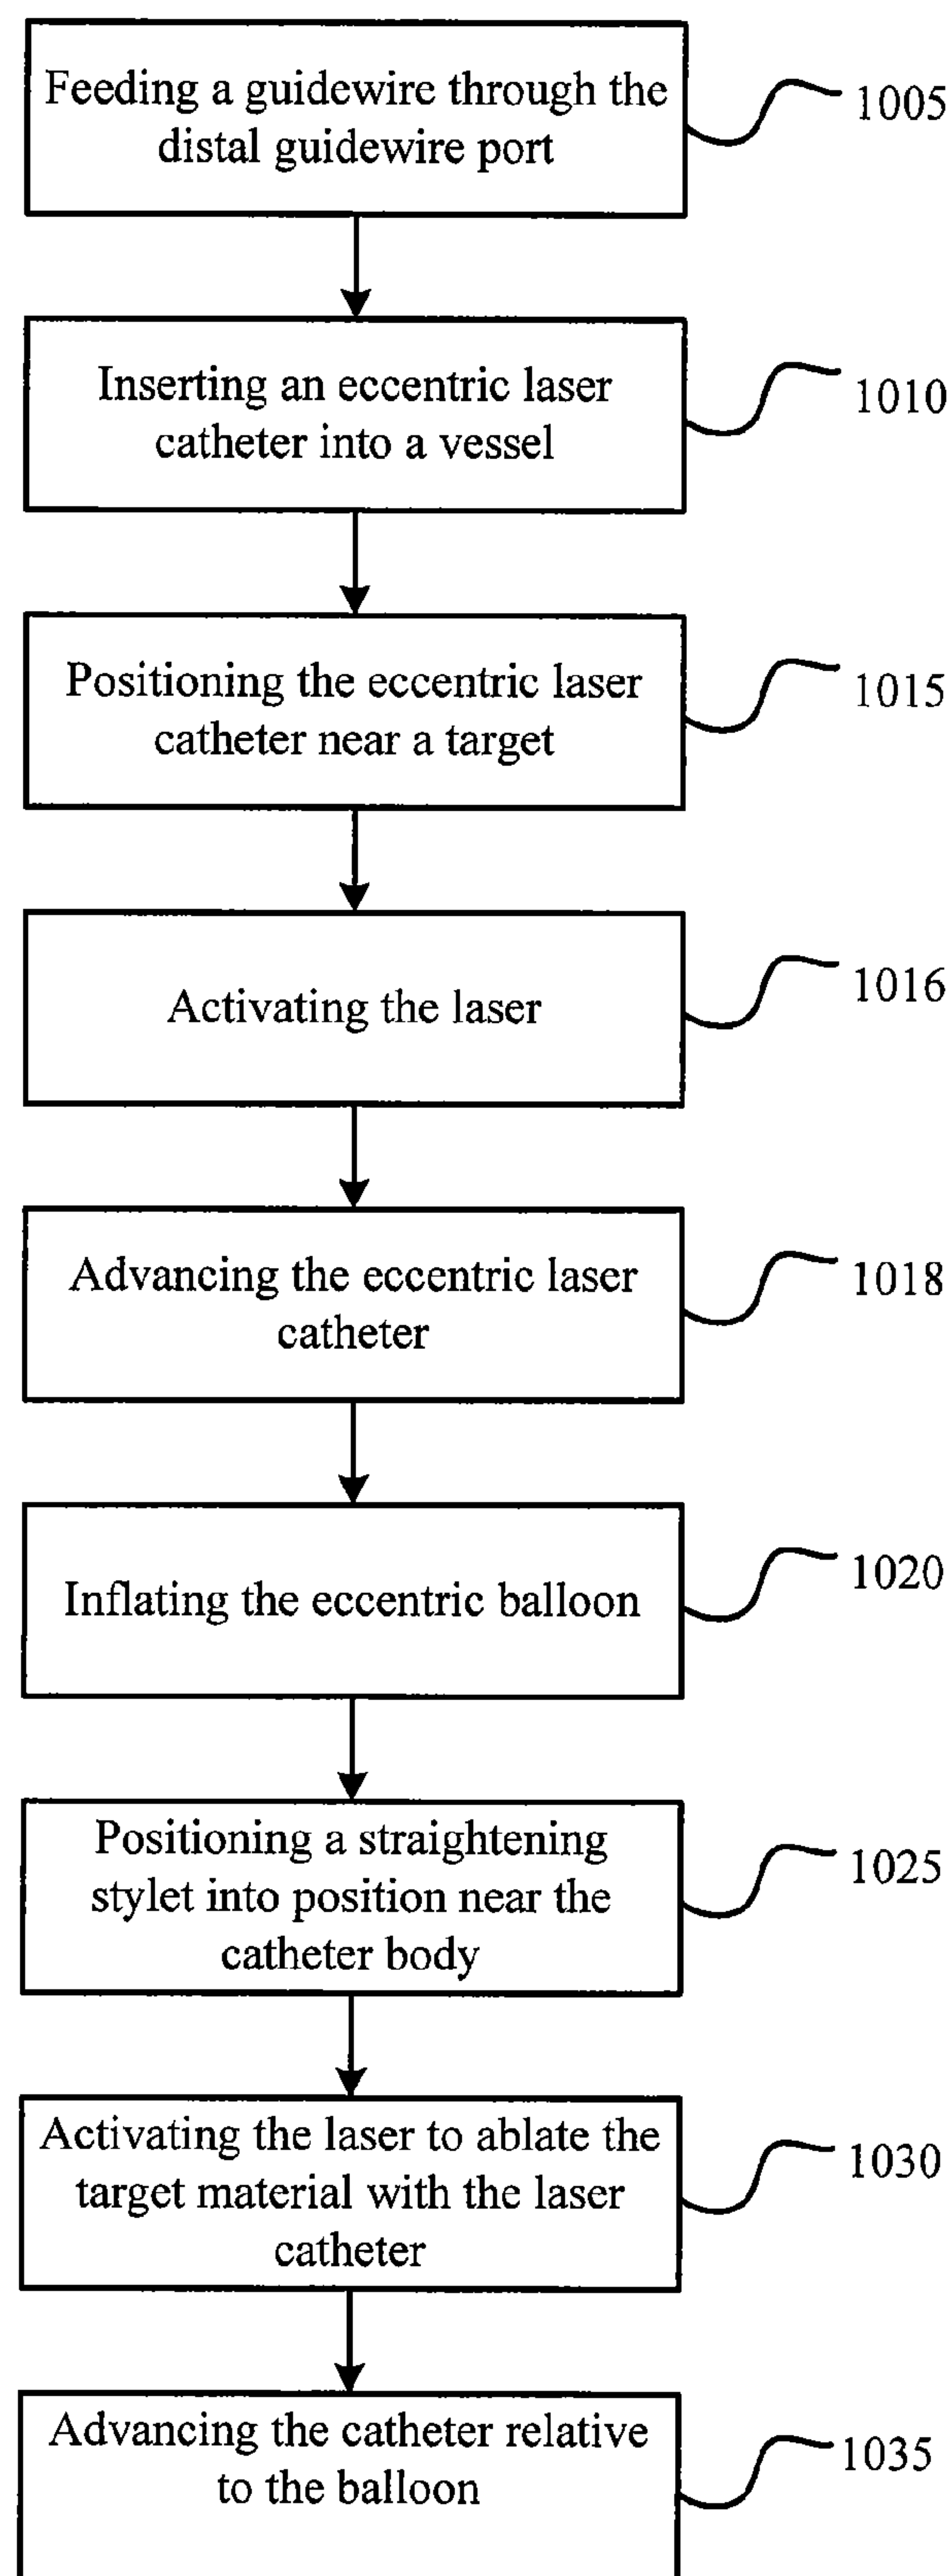 Feeding a guidewire through the
distal guidewire port
1005
Inserting an eccentric laser
catheter into a vessel
1010
Positioning the eccentric laser
catheter near a target
1015
Activating the laser
1016
Advancing the eccentric laser
catheter
1018
Inflating the eccentric balloon
1020
Positioning a straightening
stylet into position near the
catheter body
1025
Activating the laser to ablate the
target material with the laser
catheter
1030
Advancing the catheter relative
to the balloon
1035